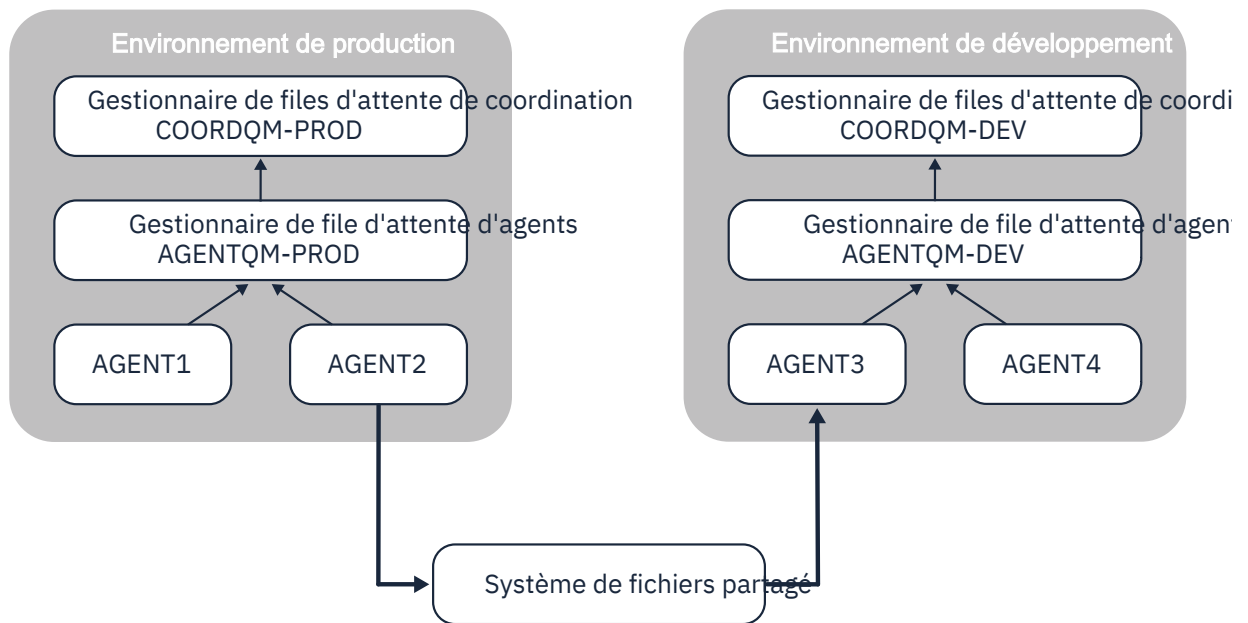 Environnement de production
Gestionnaire de files d'attente de coordination
COORDQM-PROD
Gestionnaire de file d'attente d'agents
AGENTQM-PROD
AGENT1
AGENT2
Environnement de développement
Gestionnaire de files d'attente de coordi
COORDQM-DEV
Gestionnaire de file d'attente d'agent
AGENTQM-DEV
AGENT3
AGENT4
Système de fichiers partagé